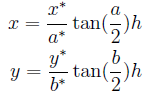 x = \frac{x^*}{a^*} \tan(\frac{a}{2})h
y = \frac{y^*}{b^*} \tan(\frac{b}{2})h